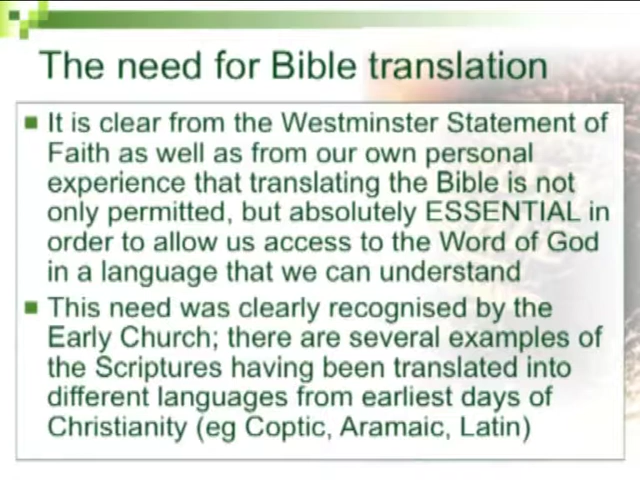 The need for Bible translation
It is clear from the Westminster Statement of
Faith as well as from our own personal
experience that translating the Bible is not
only permitted, but absolutely ESSENTIAL in
order to allow us access to the Word of God
in a language that we can understand
This need was clearly recognised by the
Early Church; there are several examples of
the Scriptures having been translated into
different languages from earliest days of
Christianity (eg Coptic, Aramaic, Latin)